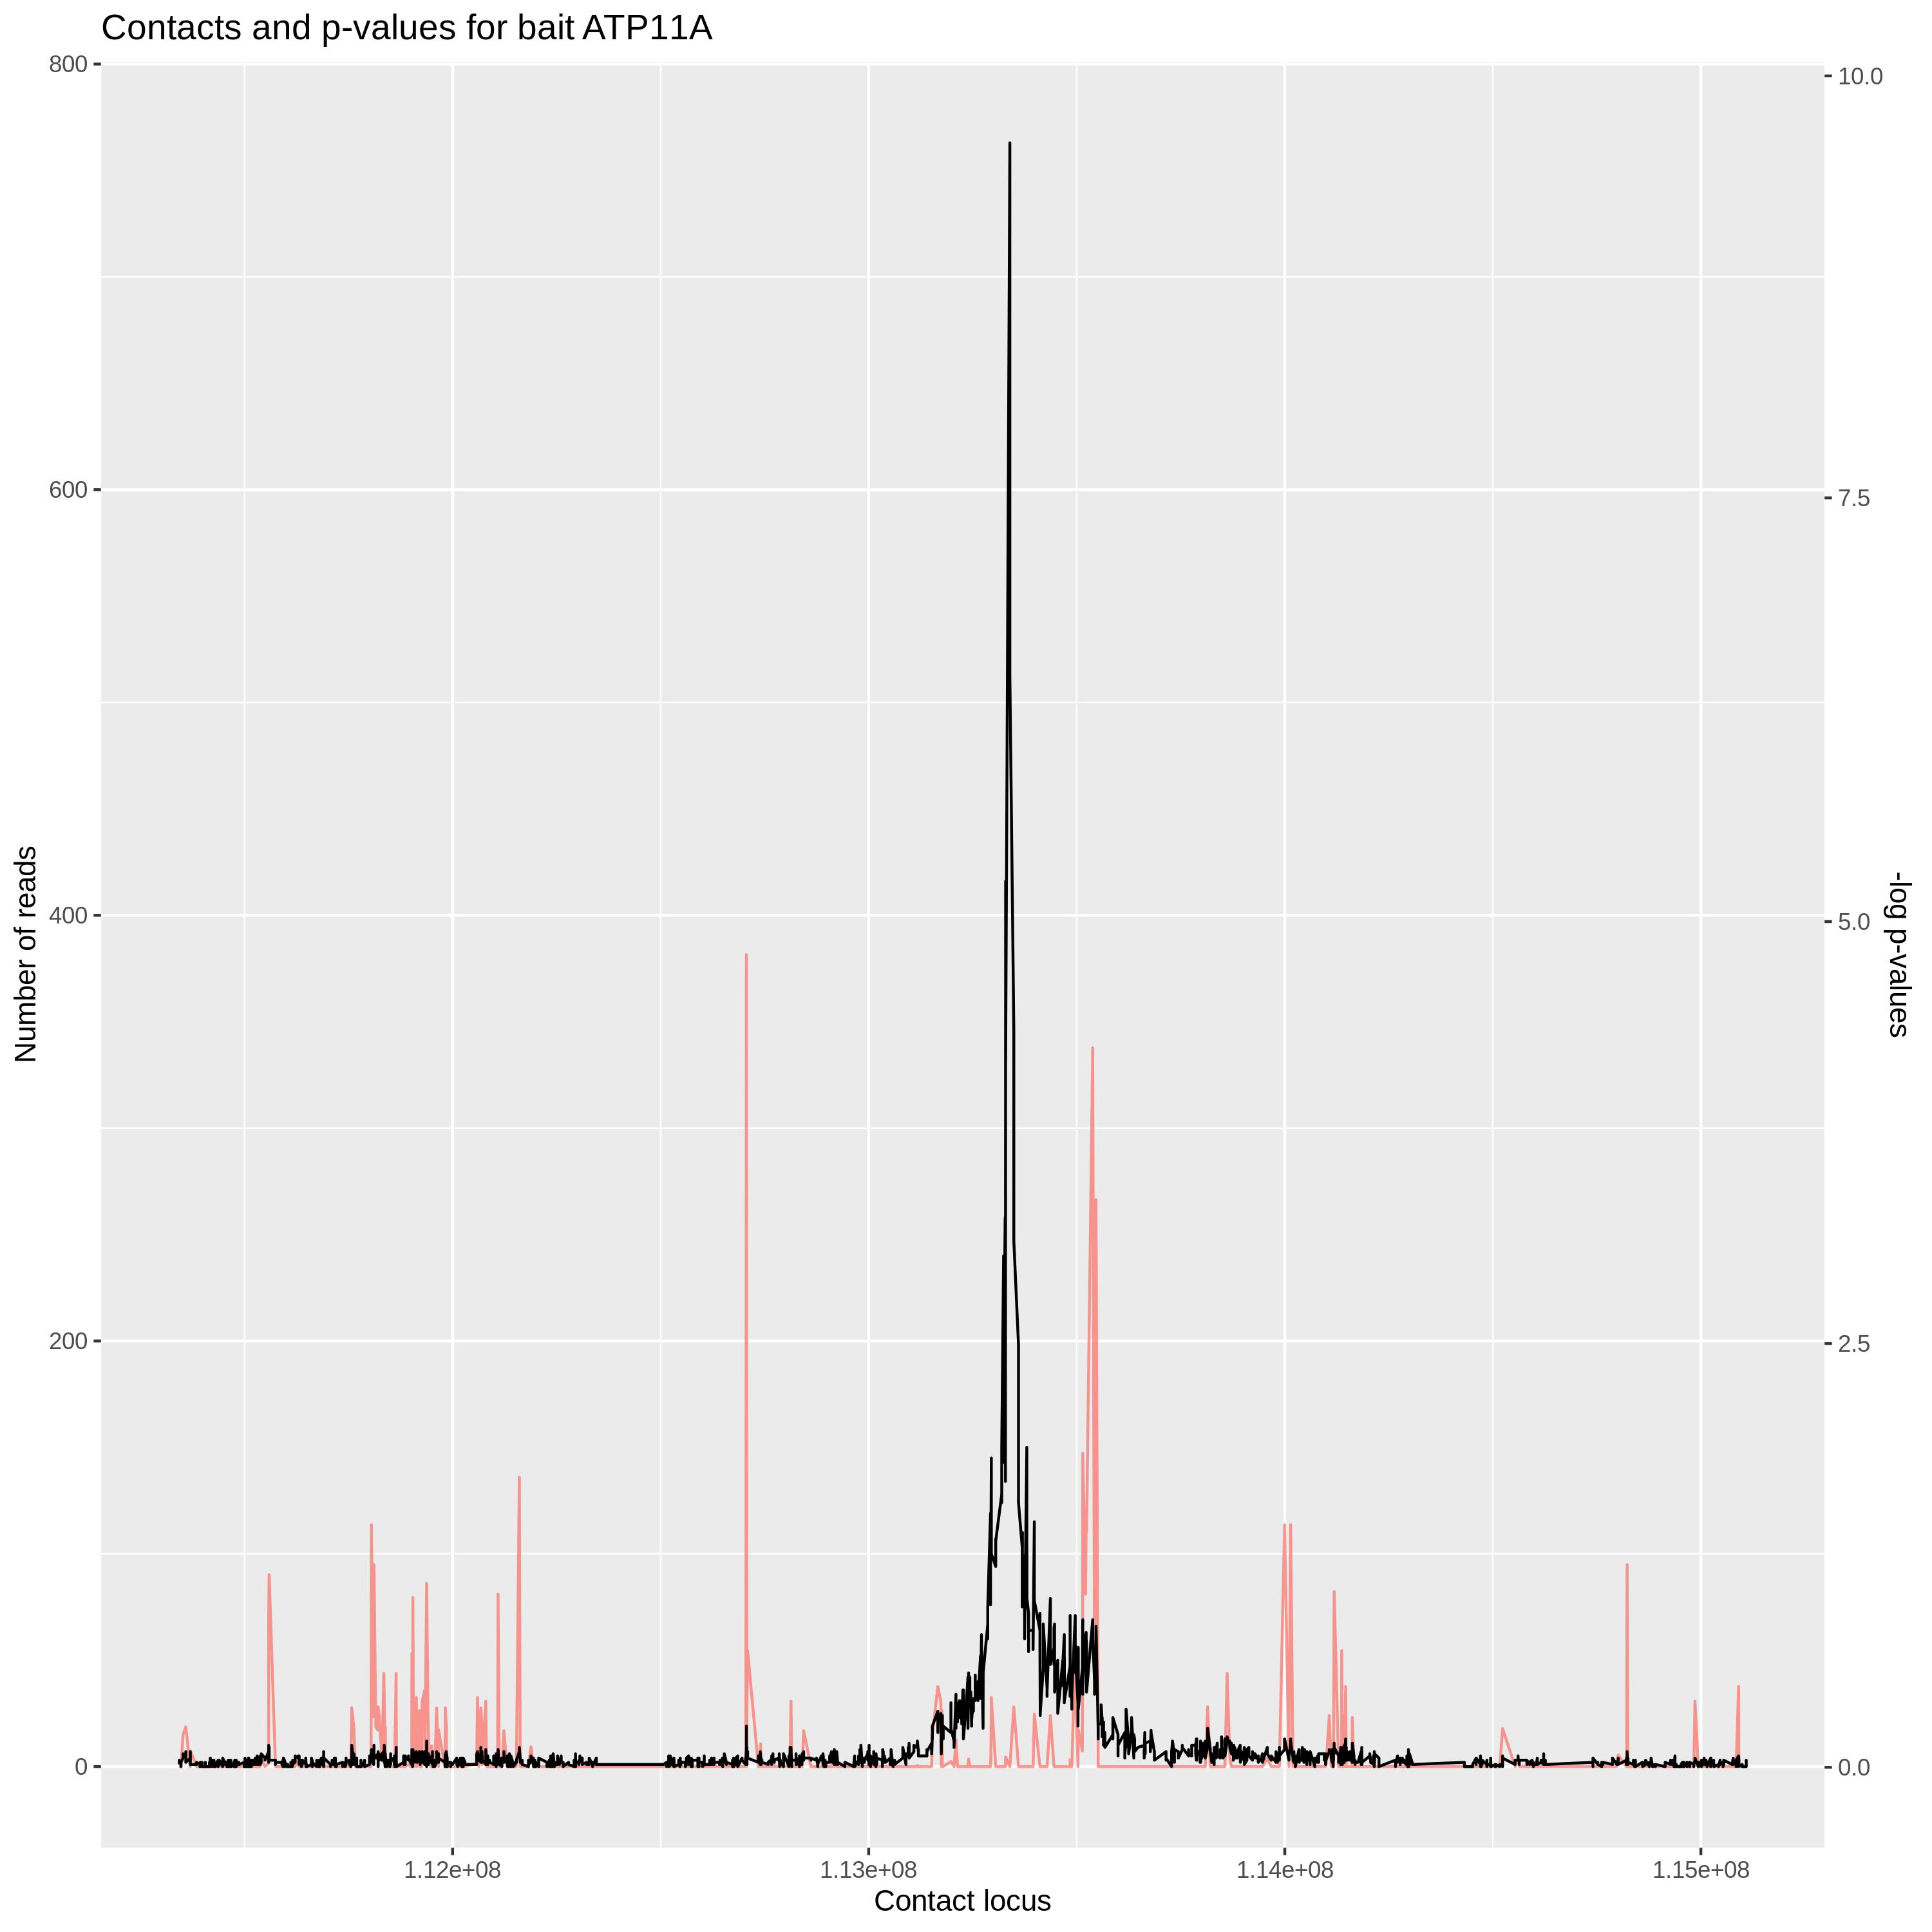 Contacts and p-values for bait ATP11A
800
600
400
200
0
Number of reads
10.0
7.5
5.0
2.5
0.0
-log p-values
1.12e+08
1.13e+08
1.14e+08
1.15e+08
Contact locus